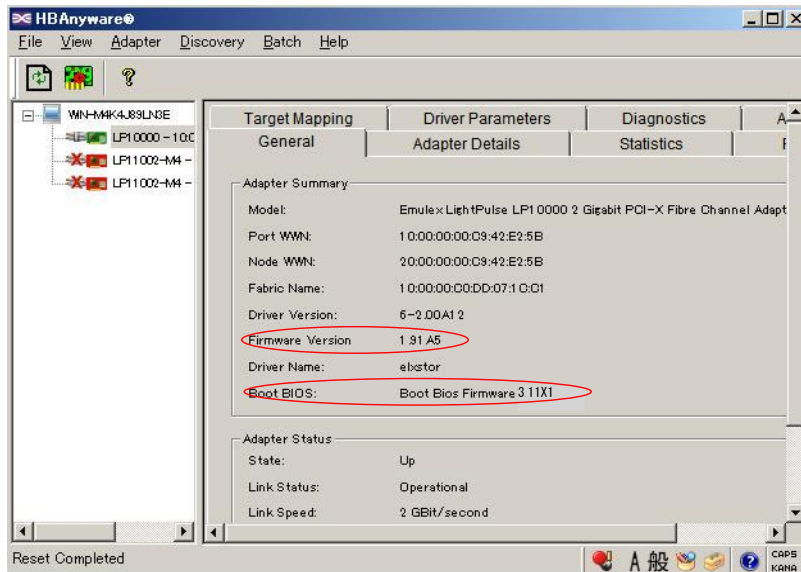 HBAnyware®
File View Adapter Discovery Batch Help
WIN-M4K4J89LN3E
LP10000 - 10:0
LP11002-M4 -
LP11002-M4 -
Target Mapping Driver Parameters Diagnostics A
General Adapter Details Statistics
Adapter Summary
Model: Emulex LightPulse LP10000 2 Gigabit PCI-X Fibre Channel Adapt
Port WWN: 10:00:00:00:C9:42:E2:5B
Node WWN: 20:00:00:00:C9:42:E2:5B
Fabric Name: 10:00:00:C0:DD:07:1C:C1
Driver Version: 6-2.00A12
Firmware Version 1.91A5
Driver Name: elxstor
Boot BIOS: Boot Bios Firmware 3.11X1
Adapter Status
State: Up
Link Status: Operational
Link Speed: 2 GBit/second
Reset Completed
A 般
CAPS
KANA